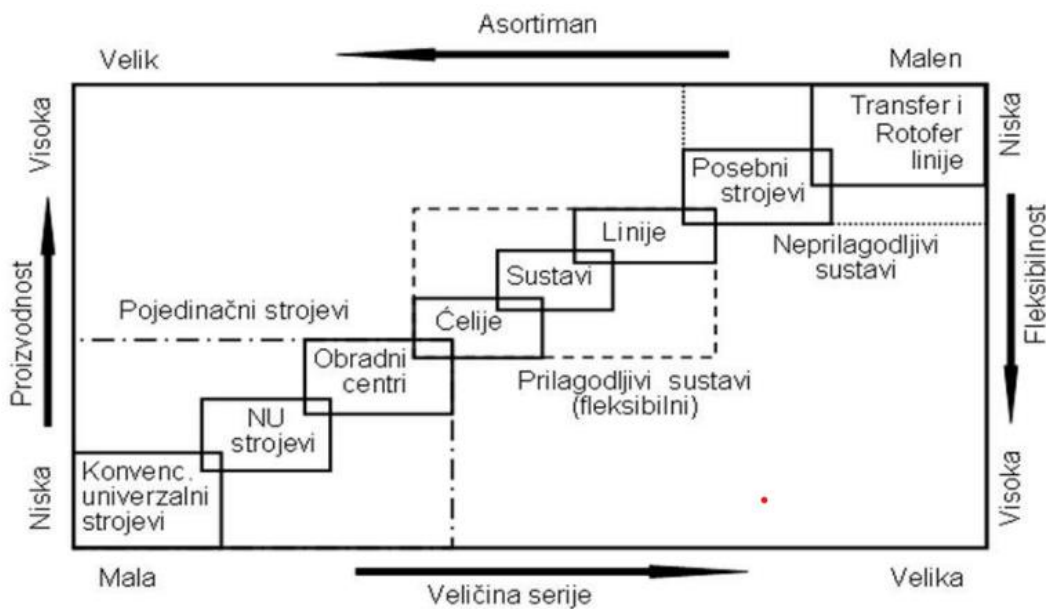 Asortiman
Velik
Malen
Visoka
Proizvodnost
Niska
Niska
Fleksibilnost
Visoka
Transfer i
Rotofer
linije
Posebni
strojevi
Neprilagodljivi
sustavi
Linije
Sustavi
Ćelije
Prilagodljivi sustavi
(fleksibilni)
Pojedinačni strojevi
Obradni
centri
NU
strojevi
Konvenc.
univerzalni
strojevi
Mala
Veličina serije
Velika